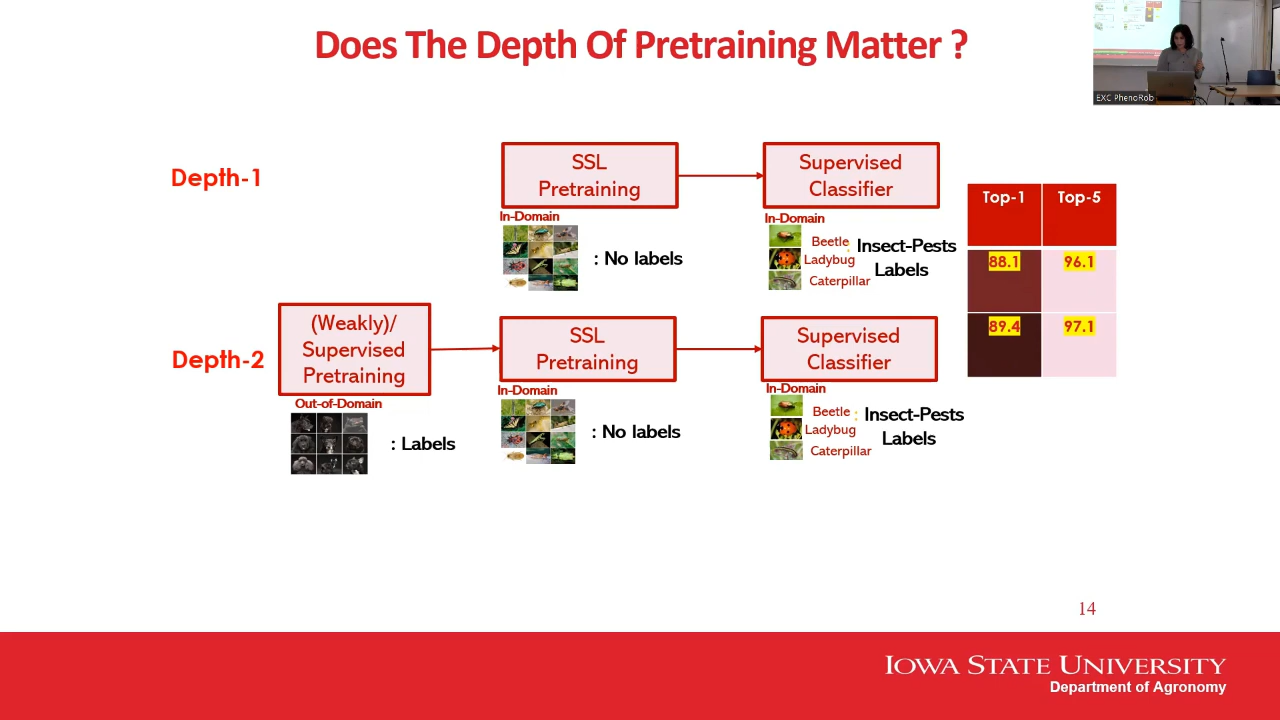 Does The Depth Of Pretraining Matter ?
EXC PhenoRob
Depth-1
SSL
Pretraining
Supervised
Classifier
In-Domain
: No labels
In-Domain
Beetle
Ladybug
Caterpillar
: Insect-Pests
Labels
Top-1
Top-5
88.1
96.1
89.4
97.1
Depth-2
(Weakly)/
Supervised
Pretraining
SSL
Pretraining
Supervised
Classifier
Out-of-Domain
: Labels
In-Domain
: No labels
In-Domain
Beetle
Ladybug
Caterpillar
: Insect-Pests
Labels
14
IOWA STATE UNIVERSITY
Department of Agronomy